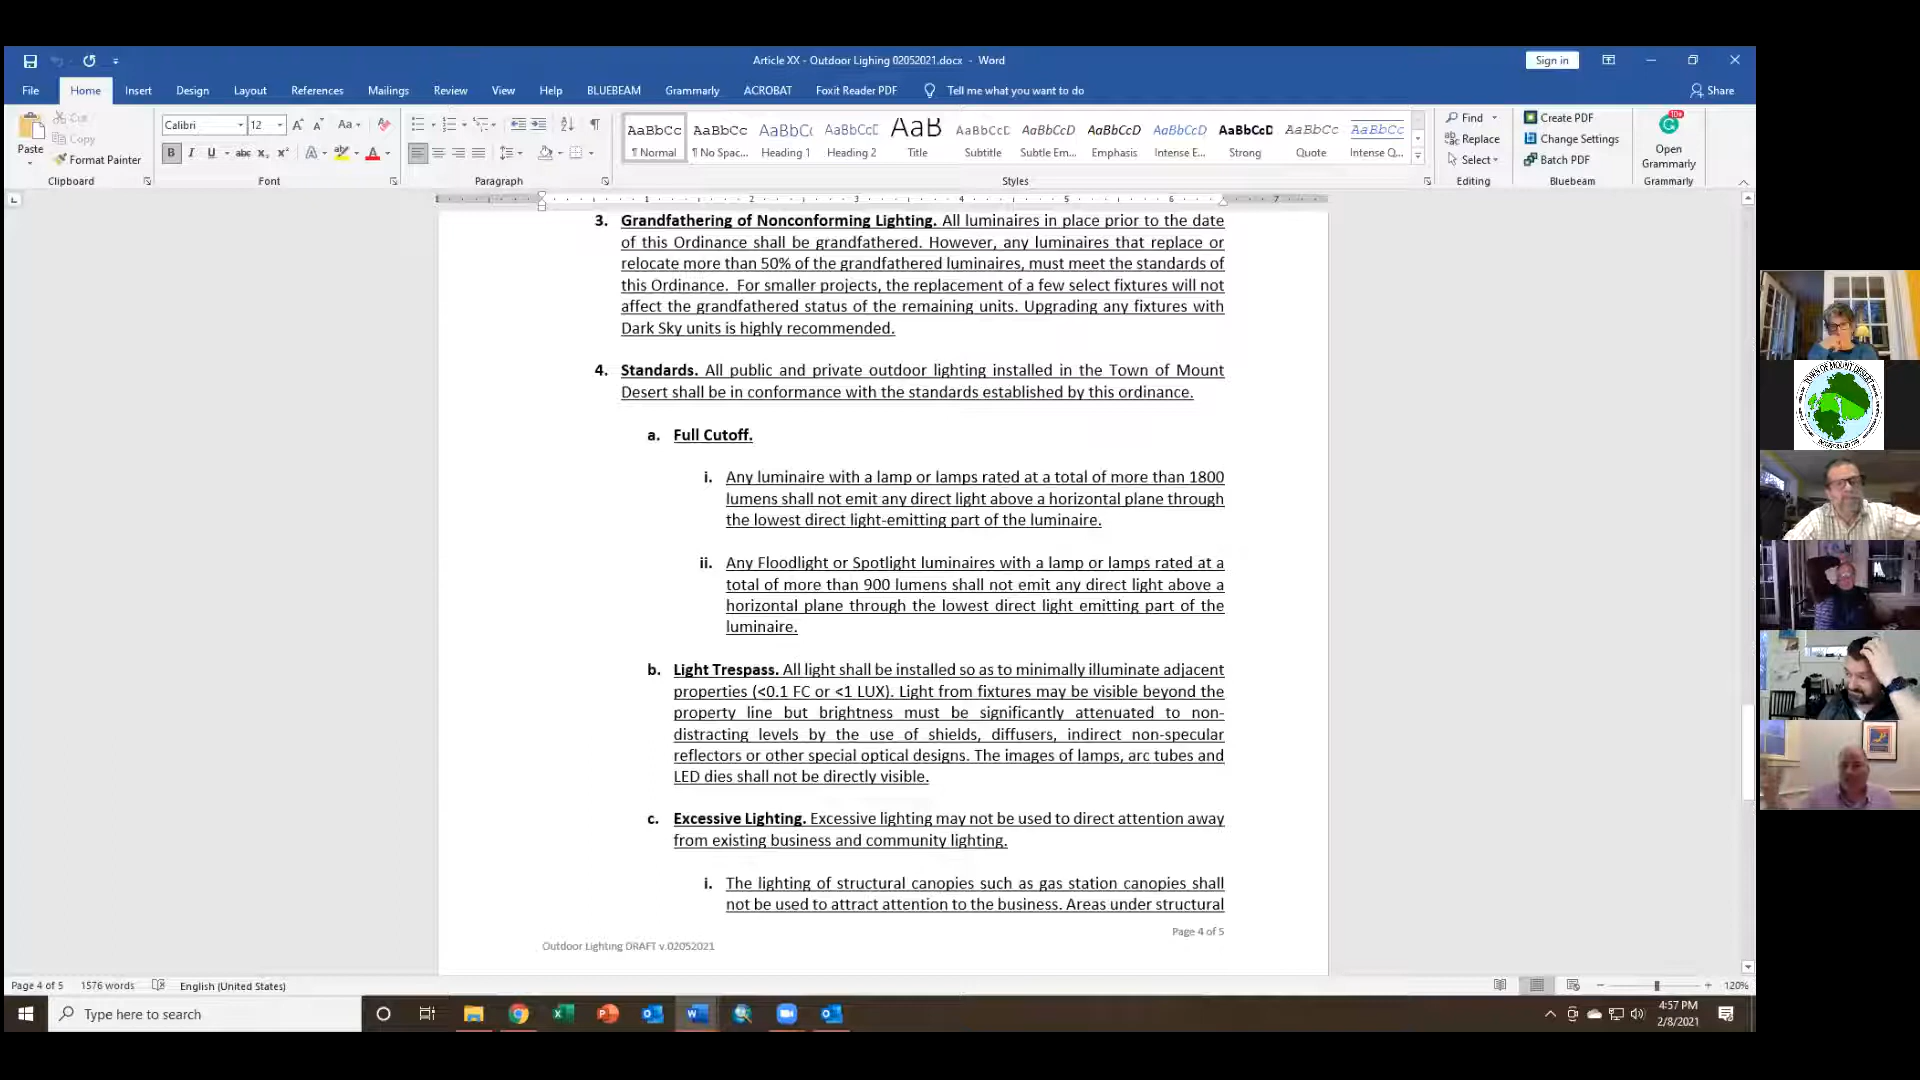 Article XX - Outdoor Lighing 02052021.docx - Word
Sign in
File Home Insert Design Layout References Mailings Review View Help BLUEBEAM Grammarly ACROBAT Foxit Reader PDF Tell me what you want to do Share
Paste
Cut
Copy
Format Painter
Clipboard
Calibri 12
Font
Paragraph
AaBbCc AaBbCc AaBbC AaBbCcD AaB AaBbCcD AaBbCcD AaBbCcD AaBbCcD AaBbCcD AaBbCc AaBbCc
¶ Normal ¶ No Spac... Heading 1 Heading 2 Title Subtitle Subtle Em... Emphasis Intense E... Strong Quote Intense Q...
Styles
Find
Replace
Select
Editing
Create PDF
Change Settings
Batch PDF
Bluebeam
Open
Grammarly
Grammarly
3. Grandfathering of Nonconforming Lighting. All luminaires in place prior to the date
of this Ordinance shall be grandfathered. However, any luminaires that replace or
relocate more than 50% of the grandfathered luminaires, must meet the standards of
this Ordinance. For smaller projects, the replacement of a few select fixtures will not
affect the grandfathered status of the remaining units. Upgrading any fixtures with
Dark Sky units is highly recommended.
4. Standards. All public and private outdoor lighting installed in the Town of Mount
Desert shall be in conformance with the standards established by this ordinance.
a. Full Cutoff.
i. Any luminaire with a lamp or lamps rated at a total of more than 1800
lumens shall not emit any direct light above a horizontal plane through
the lowest direct light-emitting part of the luminaire.
ii. Any Floodlight or Spotlight luminaires with a lamp or lamps rated at a
total of more than 900 lumens shall not emit any direct light above a
horizontal plane through the lowest direct light emitting part of the
luminaire.
b. Light Trespass. All light shall be installed so as to minimally illuminate adjacent
properties (<0.1 FC or <1 LUX). Light from fixtures may be visible beyond the
property line but brightness must be significantly attenuated to non-
distracting levels by the use of shields, diffusers, indirect non-specular
reflectors or other special optical designs. The images of lamps, arc tubes and
LED dies shall not be directly visible.
c. Excessive Lighting. Excessive lighting may not be used to direct attention away
from existing business and community lighting.
i. The lighting of structural canopies such as gas station canopies shall
not be used to attract attention to the business. Areas under structural
Page 4 of 5
Outdoor Lighting DRAFT v.02052021
TOWN OF MOUNT DESERT
Page 4 of 5 1576 words English (United States) 120%
Type here to search
4:57 PM
2/8/2021